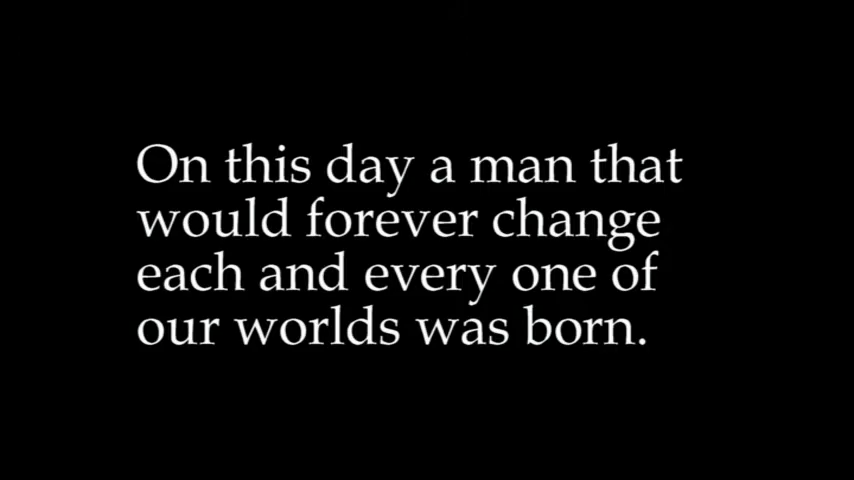 On this day a man that
would forever change
each and every one of
our worlds was born.